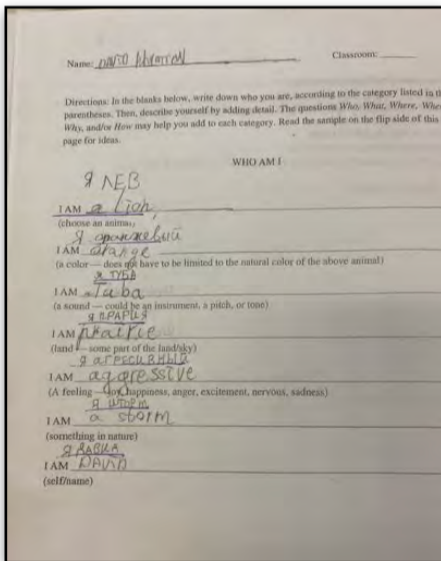 Name: DAVID
Classroom:
Directions: In the blanks below, write down who you are, according to the category listed in th
parentheses. Then, describe yourself by adding detail. The questions Who, What, Where, When
Why, and/or How may help you add to each category. Read the sample on the flip side of this
page for ideas.
WHO AM I
Я ЛЕВ
I AM a Lion,
(choose an animal)
Я оранжевый
I AM orange
(a color — does not have to be limited to the natural color of the above animal)
я ТУБА
I AM Tuba
(a sound — could be an instrument, a pitch, or tone)
я ПРАРИЯ
I AM prairie
(land — some part of the land/sky)
я агРЕСИВНЫЙ
I AM aggressive
(A feeling — joy, happiness, anger, excitement, nervous, sadness)
я шторм
I AM a storm
(something in nature)
I AM DAVID
(self/name)